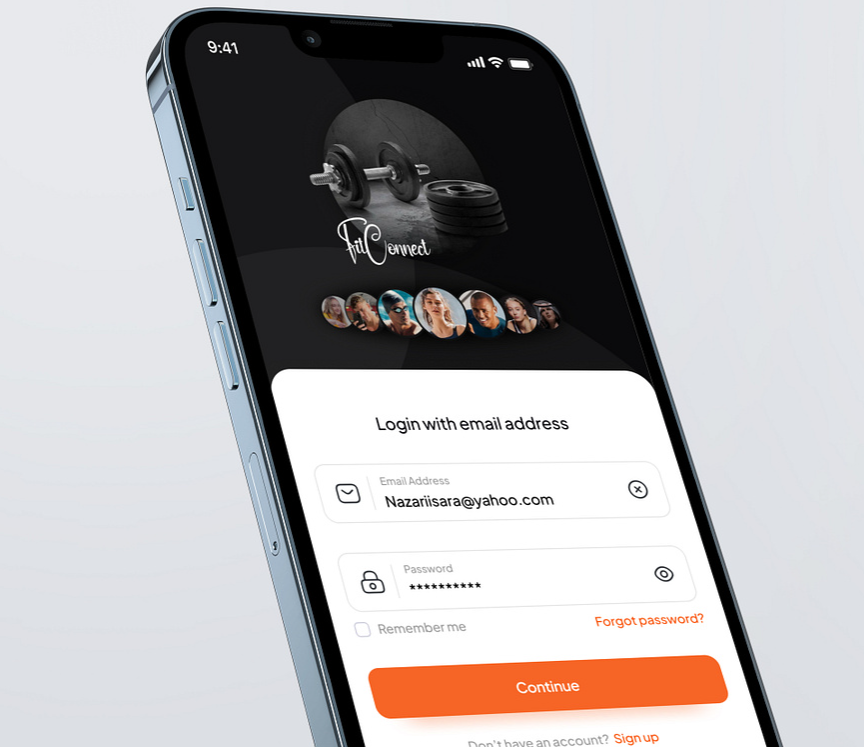 9:41
FitConnect
Login with email address
Email Address
Nazariisara@yahoo.com
Password
**********
Remember me
Forgot password?
Continue
Don't have an account? Sign up